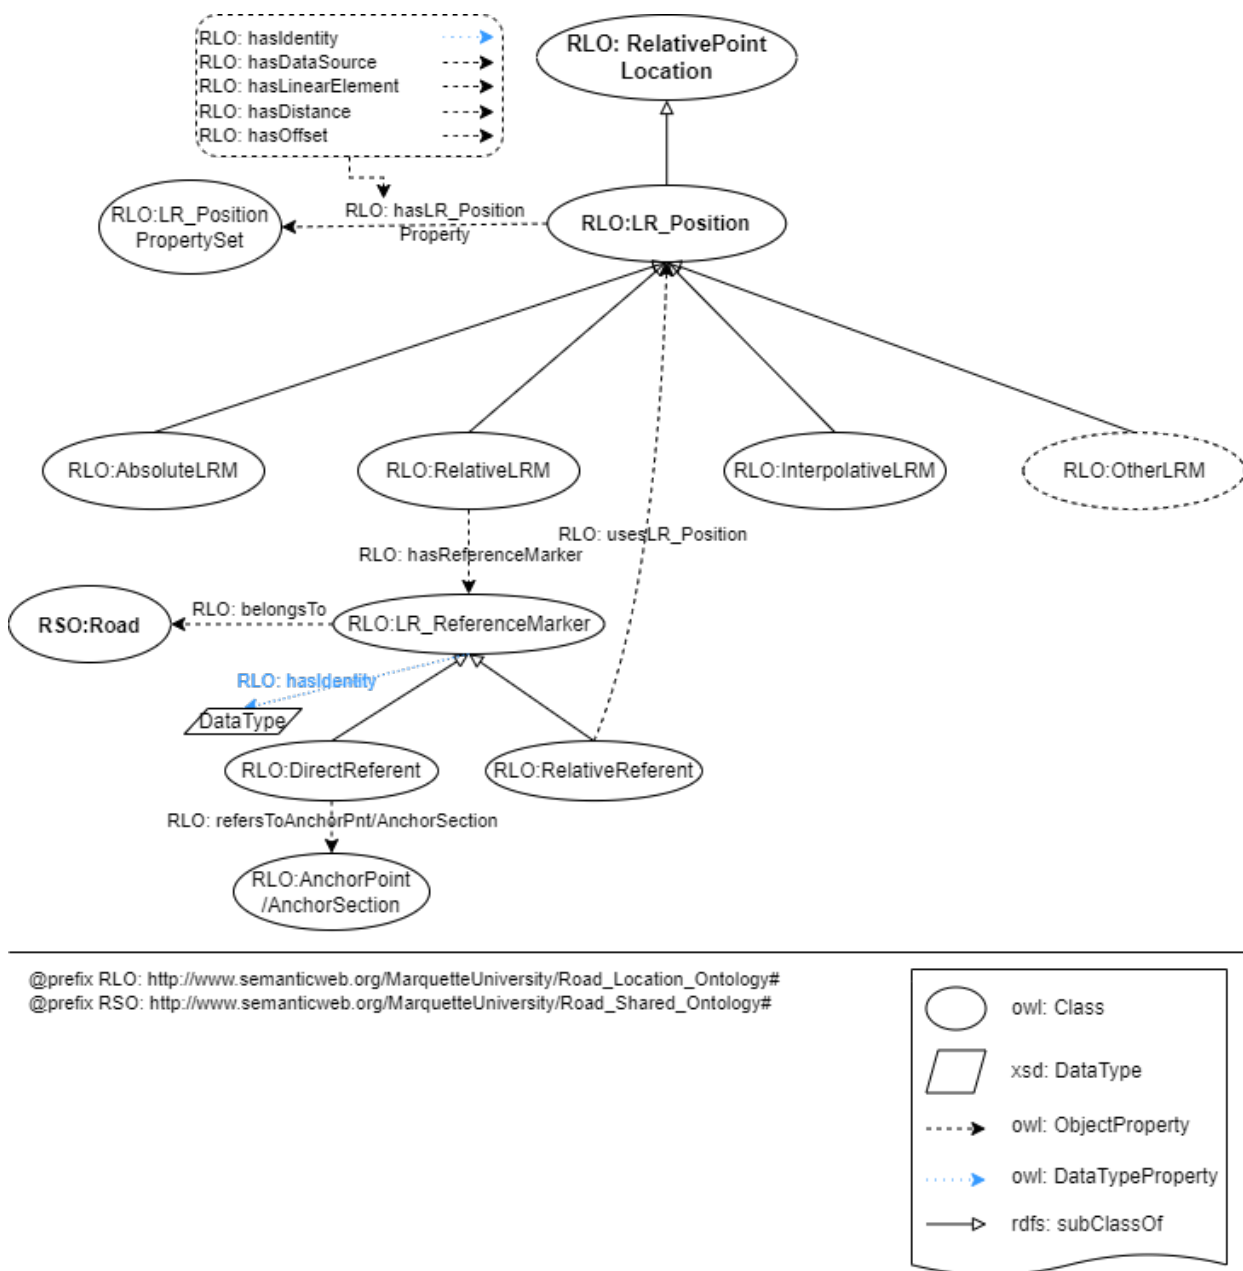 RLO: hasIdentity
RLO: hasDataSource
RLO: hasLinearElement
RLO: hasDistance
RLO: hasOffset
RLO: RelativePoint
Location
RLO:LR_Position
PropertySet
RLO: hasLR_Position
Property
RLO:LR_Position
RLO:AbsoluteLRM
RLO:RelativeLRM
RLO:InterpolativeLRM
RLO:OtherLRM
RLO: usesLR_Position
RLO: hasReferenceMarker
RSO:Road
RLO: belongsTo
RLO:LR_ReferenceMarker
RLO: hasIdentity
DataType
RLO:DirectReferent
RLO:RelativeReferent
RLO: refersToAnchorPnt/AnchorSection
RLO:AnchorPoint
/AnchorSection
@prefix RLO: http://www.semanticweb.org/MarquetteUniversity/Road_Location_Ontology#
@prefix RSO: http://www.semanticweb.org/MarquetteUniversity/Road_Shared_Ontology#
owl: Class
xsd: DataType
owl: ObjectProperty
owl: DataTypeProperty
rdfs: subClassOf